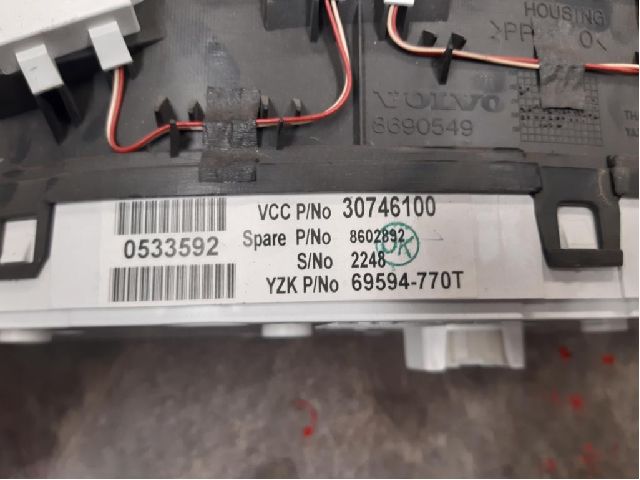 HOUSING
VOLVO
8690549
VCC P/No 30746100
0533592
Spare P/No 8602892
OK
S/No 2248
YZK P/No 69594-770T